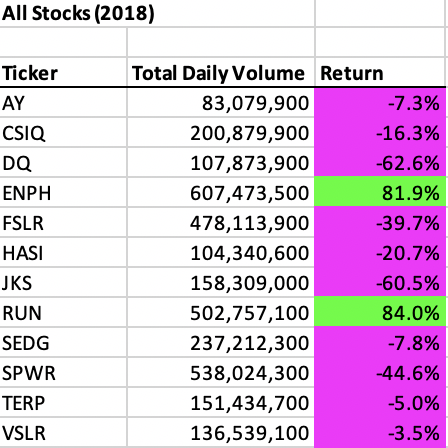 All Stocks (2018)
Ticker Total Daily Volume Return
AY 83,079,900 -7.3%
CSIQ 200,879,900 -16.3%
DQ 107,873,900 -62.6%
ENPH 607,473,500 81.9%
FSLR 478,113,900 -39.7%
HASI 104,340,600 -20.7%
JKS 158,309,000 -60.5%
RUN 502,757,100 84.0%
SEDG 237,212,300 -7.8%
SPWR 538,024,300 -44.6%
TERP 151,434,700 -5.0%
VSLR 136,539,100 -3.5%